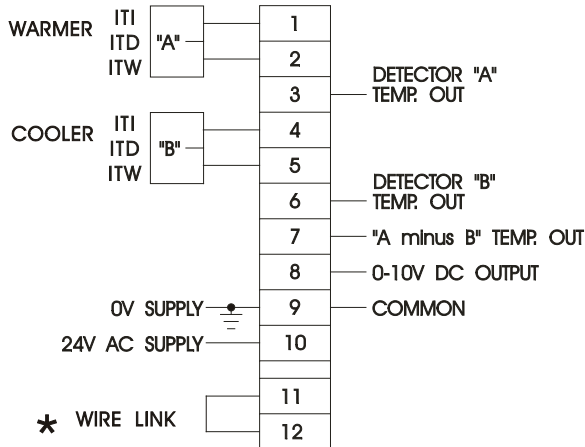 WARMER ITI ITD ITW "A"
1
2
DETECTOR "A"
3 TEMP. OUT
COOLER ITI ITD ITW "B"
4
5
DETECTOR "B"
6 TEMP. OUT
7 "A minus B" TEMP. OUT
8 0-10V DC OUTPUT
0V SUPPLY 9 COMMON
24V AC SUPPLY 10
11
* WIRE LINK
12